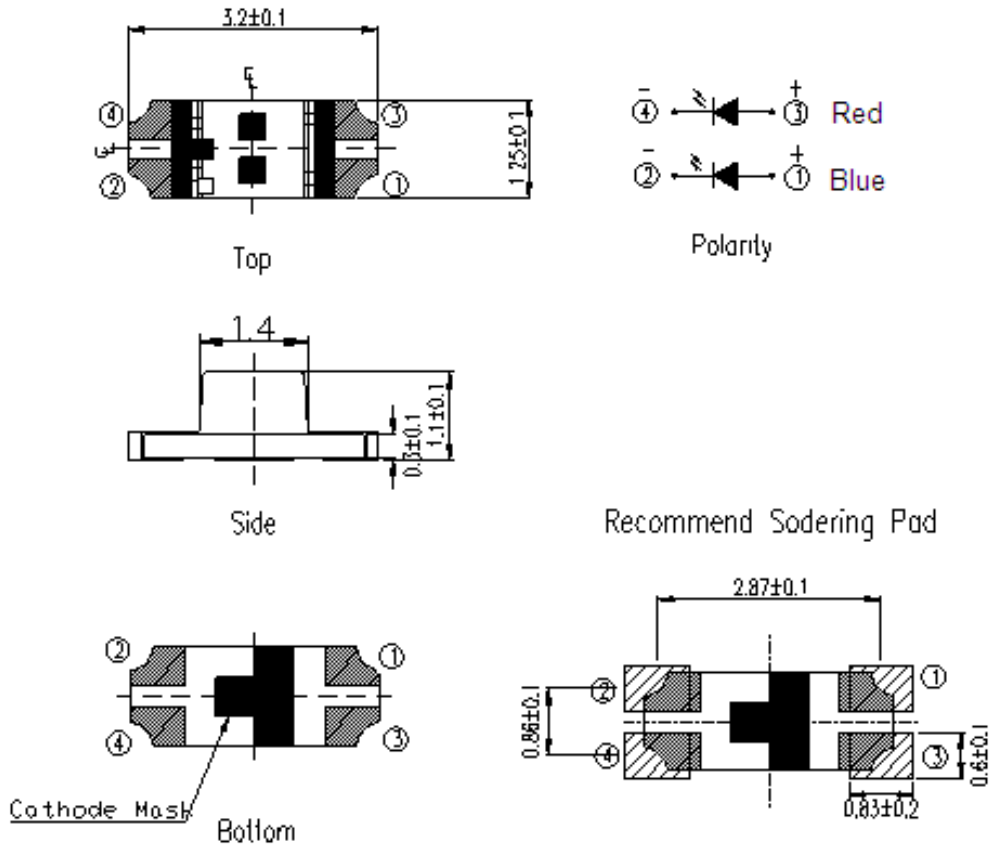 3.2±0.1
℄
④ ③
℄
② ①
1.25±0.1
Top
- +
④ ③ Red
- +
② ① Blue
Polarity
1.4
0.3±0.1
1.1±0.1
Side
Recommend Sodering Pad
② ①
④ ③
Cathode Mask
Bottom
2.87±0.1
② ①
0.86±0.1
④ ③
0.6±0.1
0.83±0.2